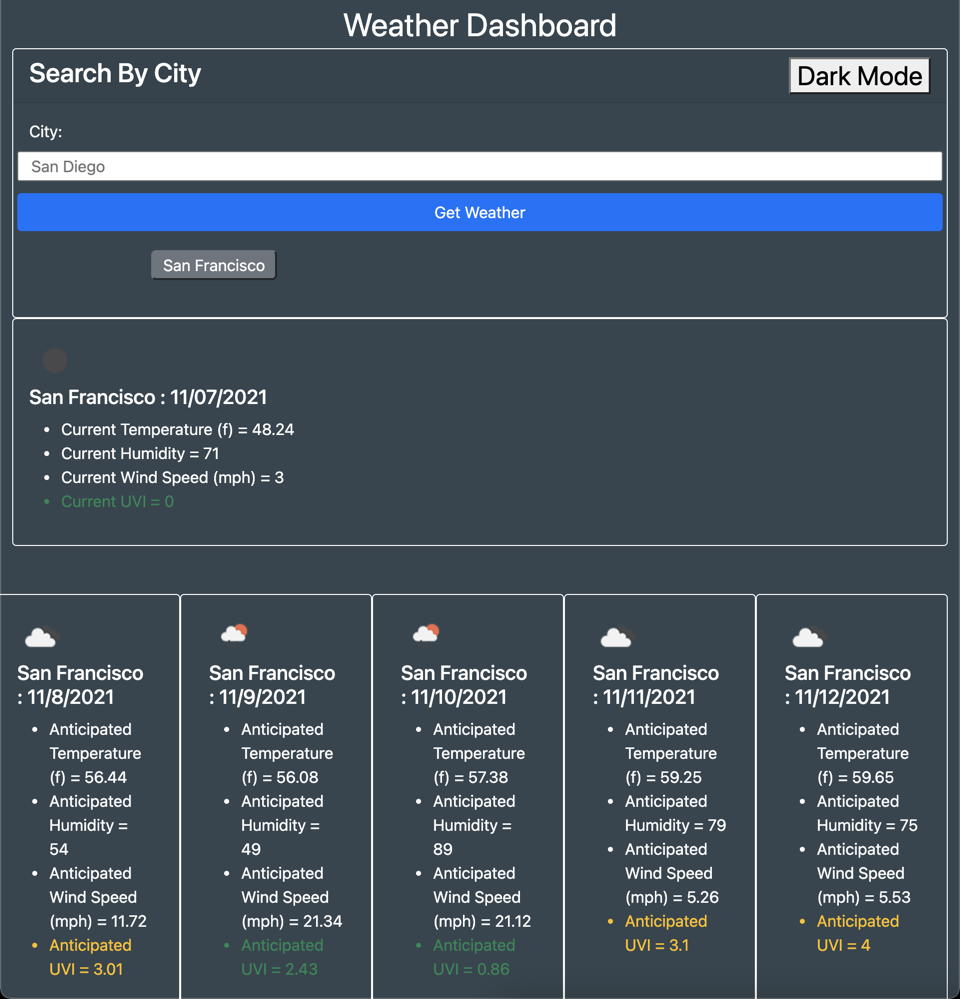 Weather Dashboard
Search By City
Dark Mode
City:
San Diego
Get Weather
San Francisco
San Francisco : 11/07/2021
Current Temperature (f) = 48.24
Current Humidity = 71
Current Wind Speed (mph) = 3
Current UVI = 0
San Francisco
: 11/8/2021
Anticipated
Temperature
(f) = 56.44
Anticipated
Humidity =
54
Anticipated
Wind Speed
(mph) = 11.72
Anticipated
UVI = 3.01
San Francisco
: 11/9/2021
Anticipated
Temperature
(f) = 56.08
Anticipated
Humidity =
49
Anticipated
Wind Speed
(mph) = 21.34
Anticipated
UVI = 2.43
San Francisco
: 11/10/2021
Anticipated
Temperature
(f) = 57.38
Anticipated
Humidity =
89
Anticipated
Wind Speed
(mph) = 21.12
Anticipated
UVI = 0.86
San Francisco
: 11/11/2021
Anticipated
Temperature
(f) = 59.25
Anticipated
Humidity = 79
Anticipated
Wind Speed
(mph) = 5.26
Anticipated
UVI = 3.1
San Francisco
: 11/12/2021
Anticipated
Temperature
(f) = 59.65
Anticipated
Humidity = 75
Anticipated
Wind Speed
(mph) = 5.53
Anticipated
UVI = 4